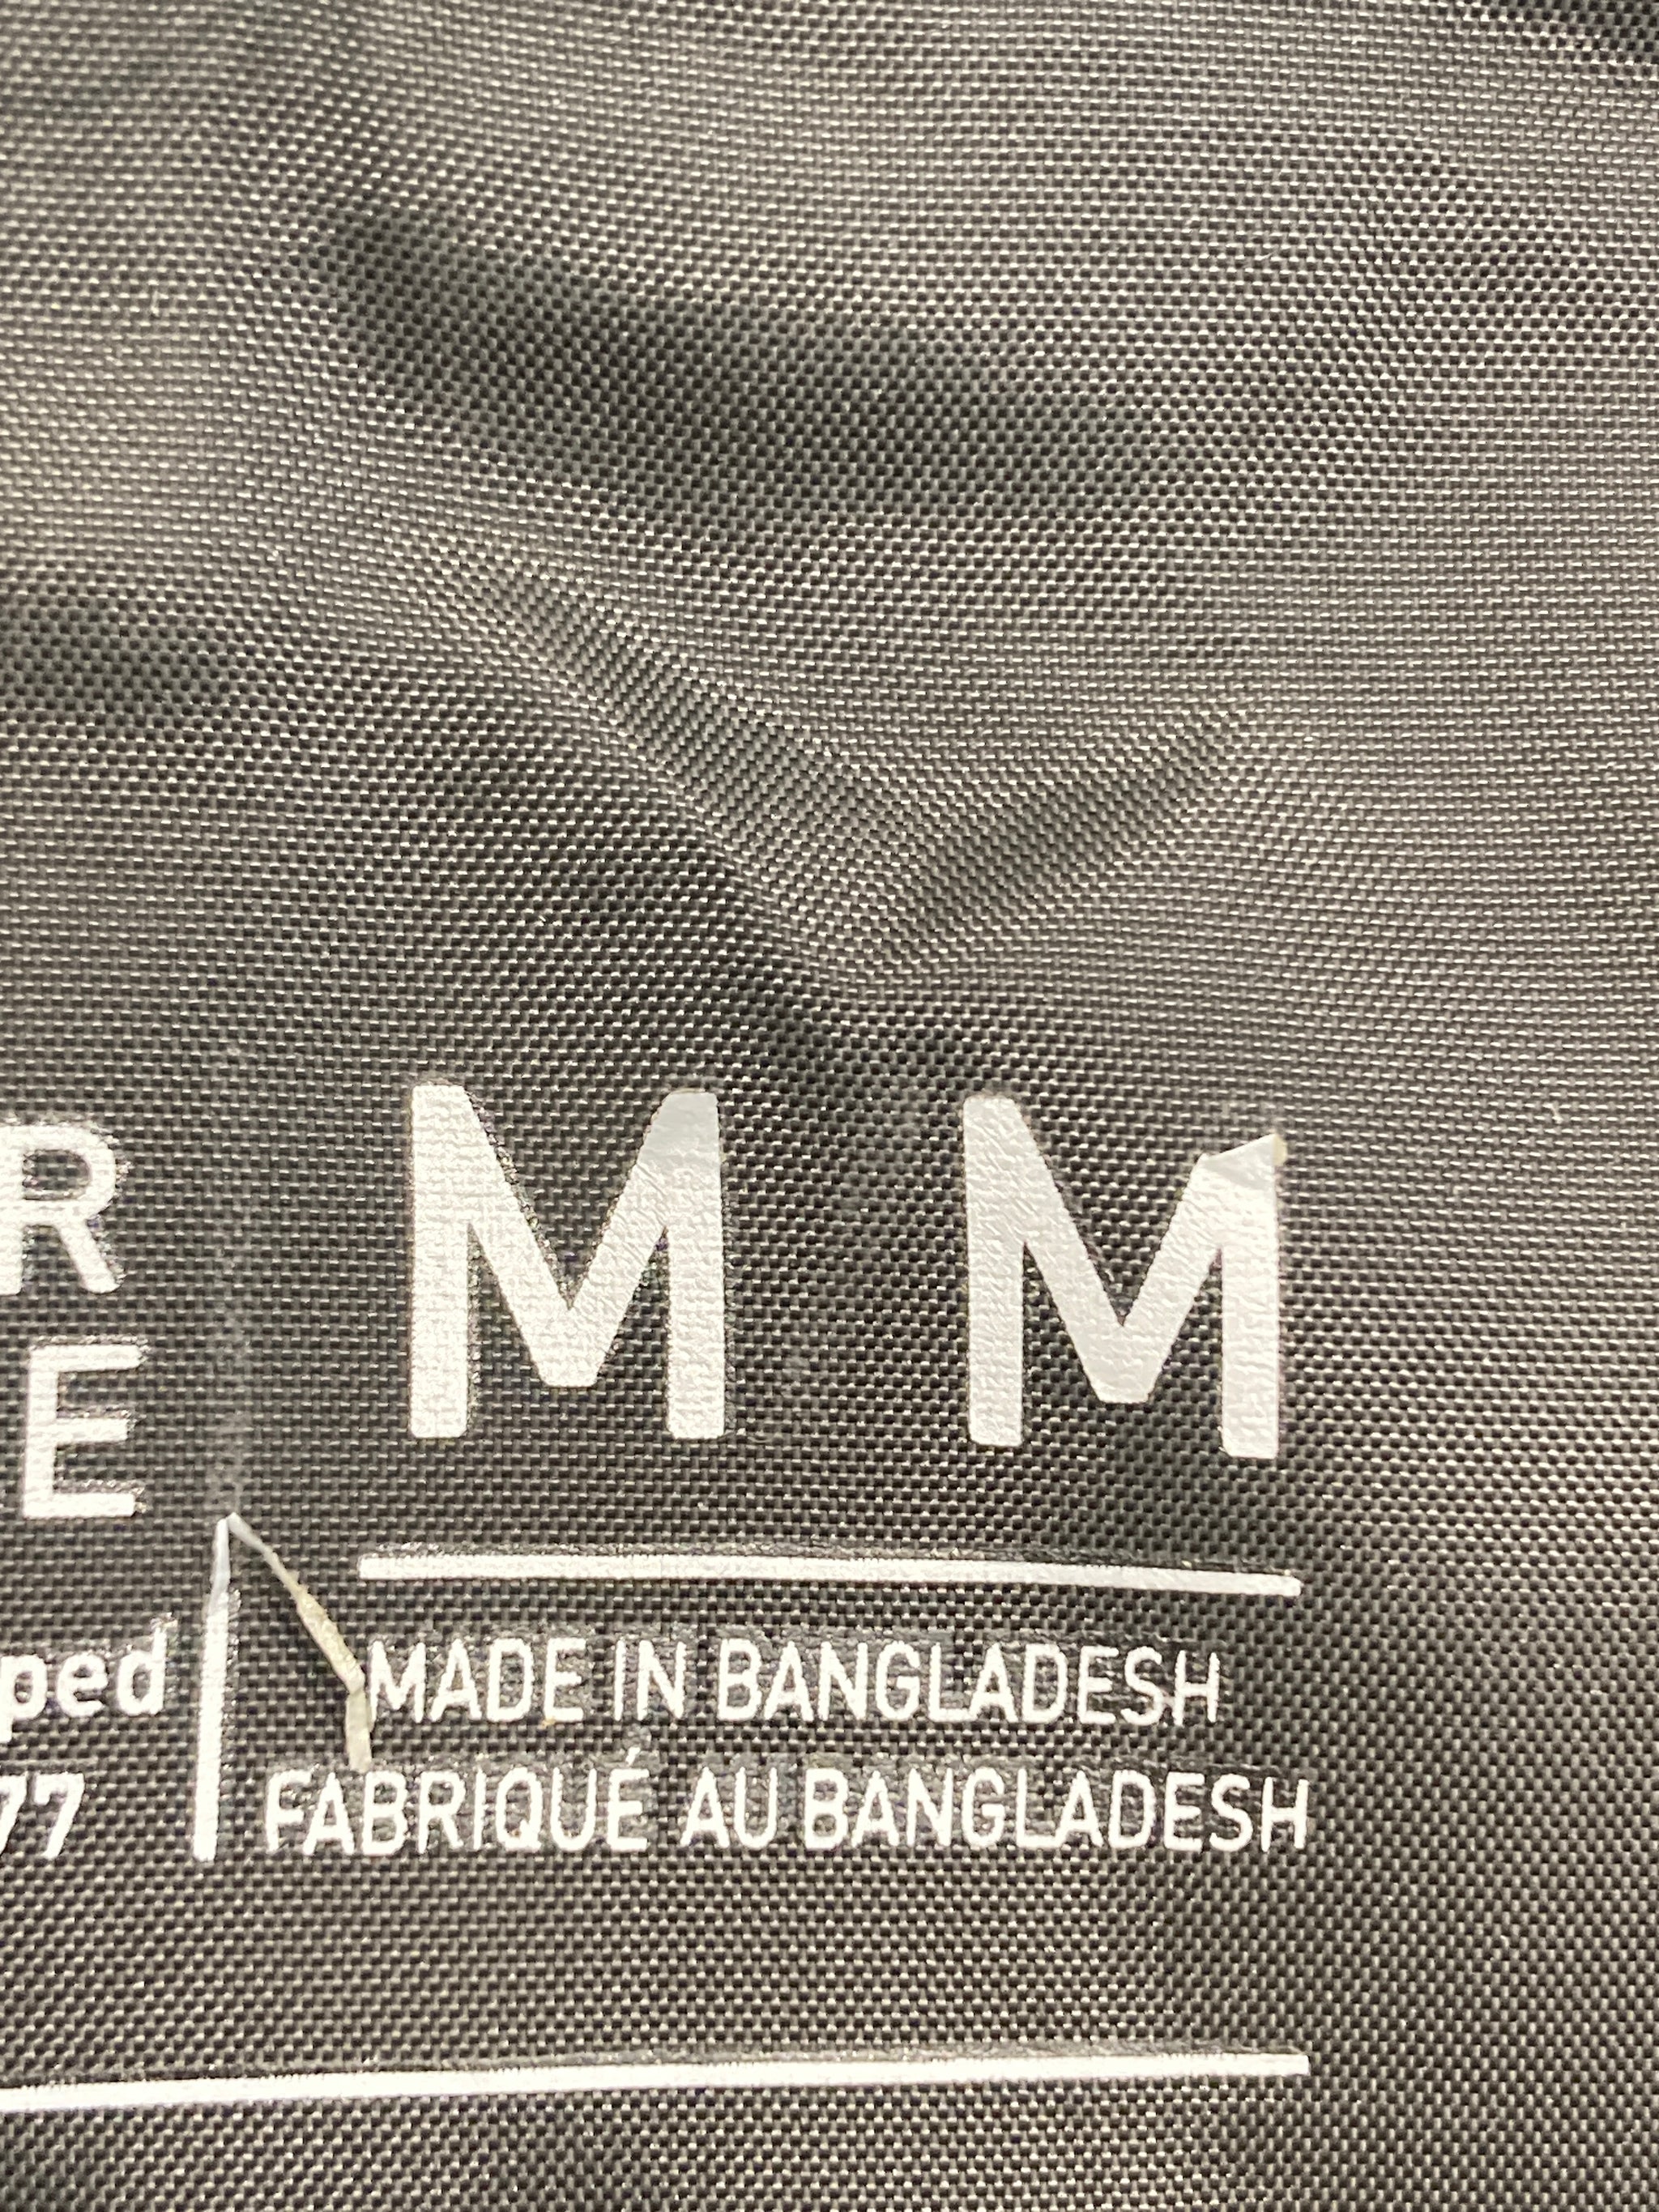 R
E
M M
ped
77
MADE IN BANGLADESH
FABRIQUÉ AU BANGLADESH